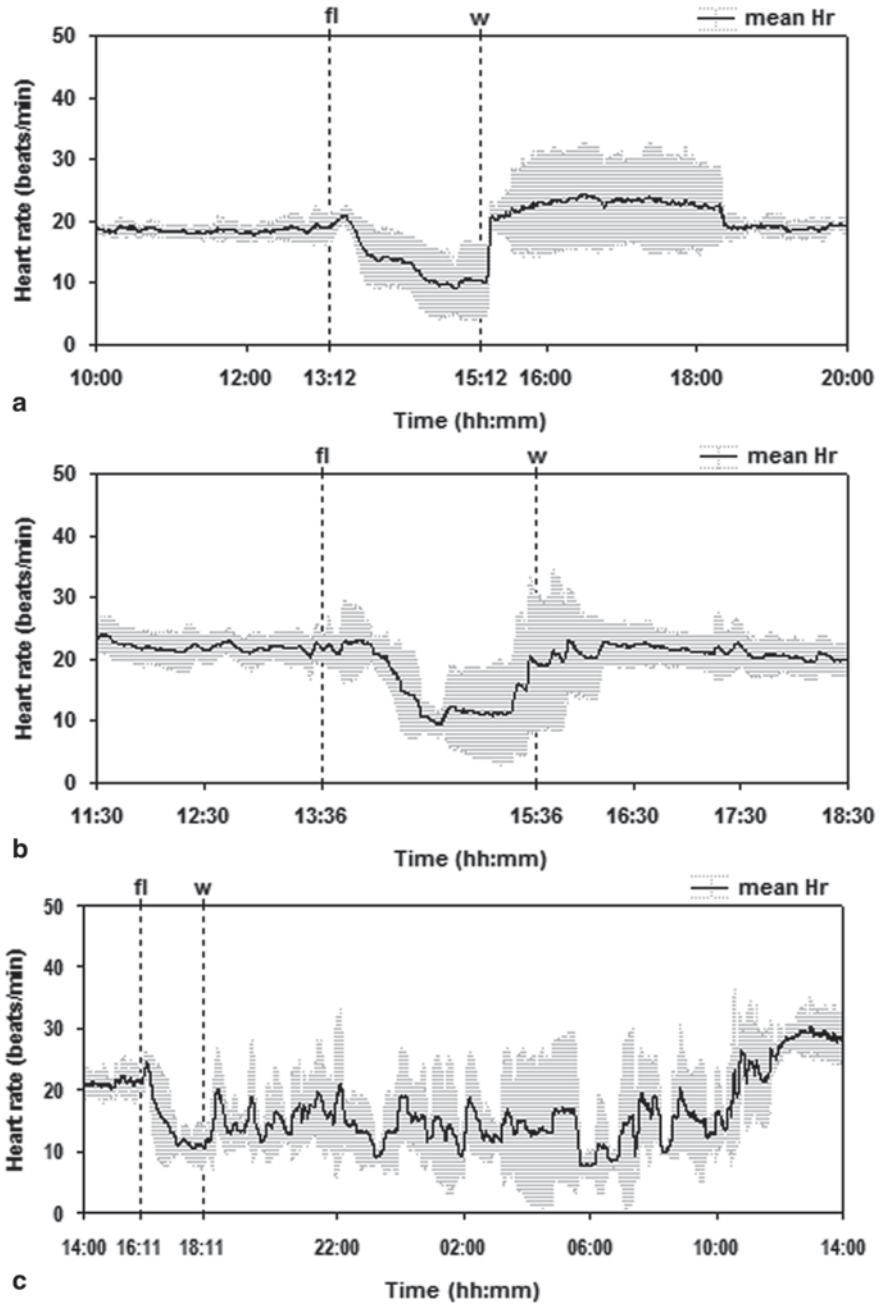 fl w mean Hr
Heart rate (beats/min)
50
40
30
20
10
0
10:00 12:00 13:12 15:12 16:00 18:00 20:00
a
Time (hh:mm)
fl w mean Hr
Heart rate (beats/min)
50
40
30
20
10
0
11:30 12:30 13:36 15:36 16:30 17:30 18:30
b
Time (hh:mm)
fl w mean Hr
Heart rate (beats/min)
50
40
30
20
10
0
14:00 16:11 18:11 22:00 02:00 06:00 10:00 14:00
c
Time (hh:mm)